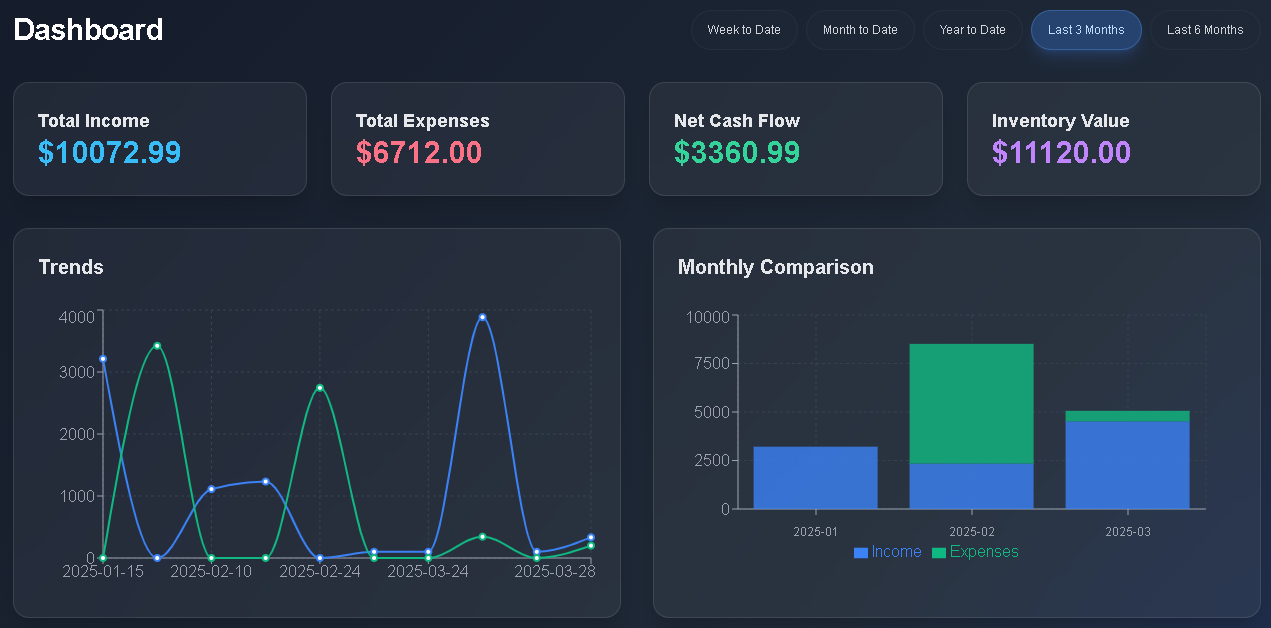 Dashboard
Week to Date
Month to Date
Year to Date
Last 3 Months
Last 6 Months
Total Income
$10072.99
Total Expenses
$6712.00
Net Cash Flow
$3360.99
Inventory Value
$11120.00
Trends
4000
3000
2000
1000
0
2025-01-15
2025-02-10
2025-02-24
2025-03-24
2025-03-28
Monthly Comparison
10000
7500
5000
2500
0
2025-01
2025-02
2025-03
Income
Expenses